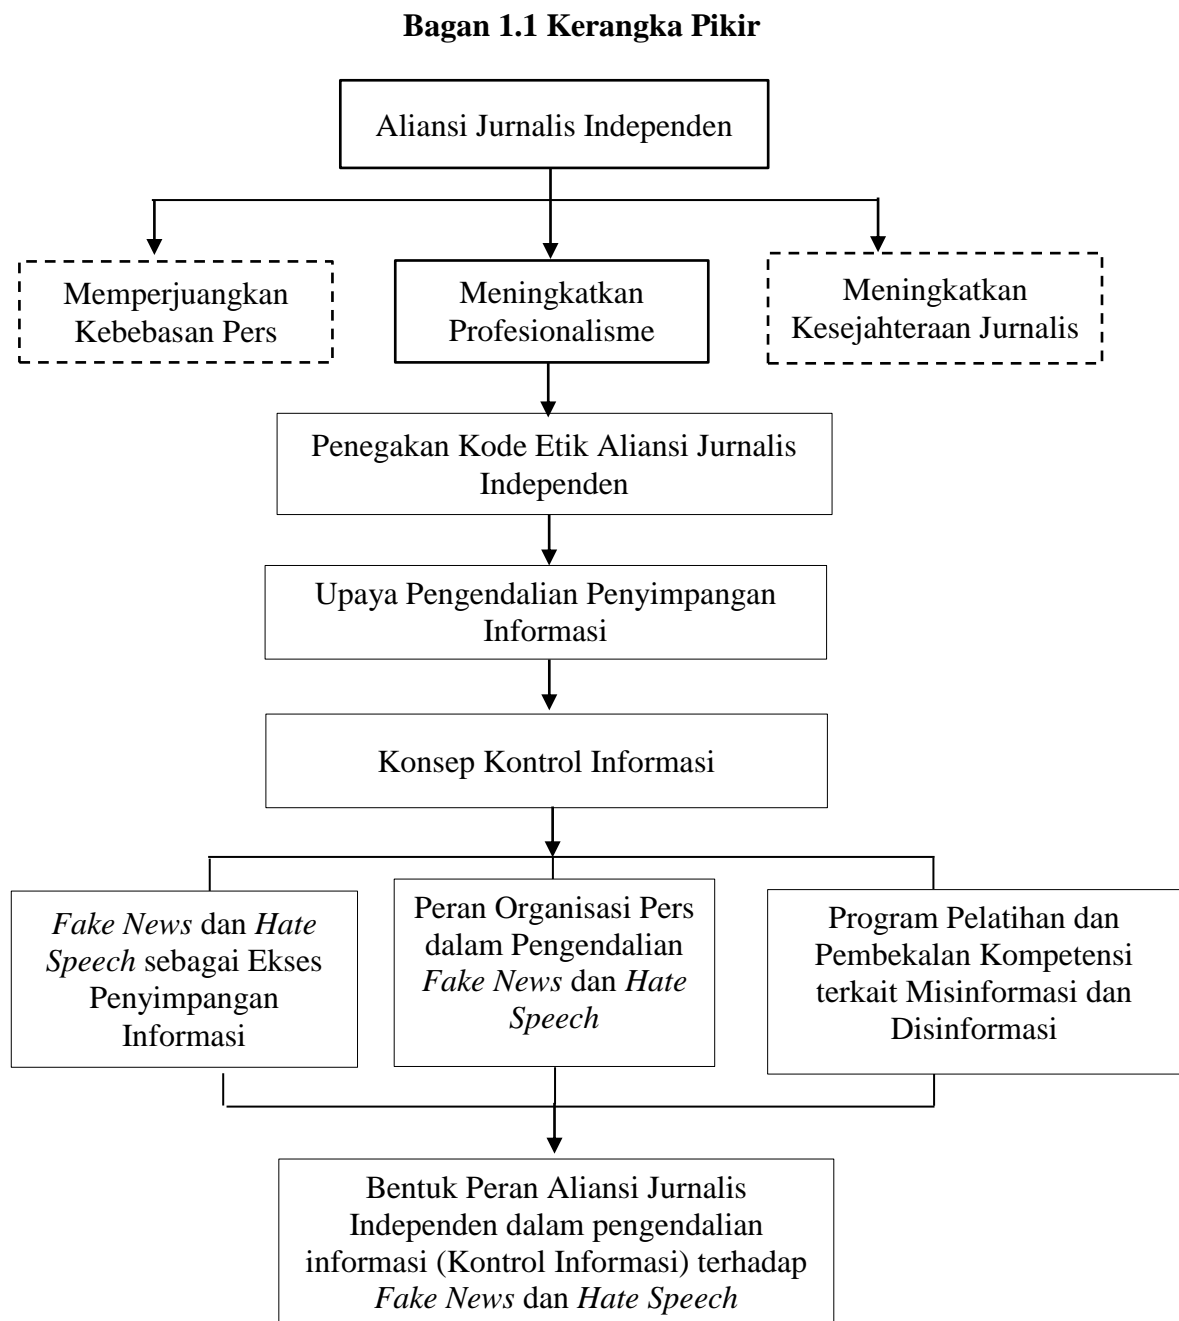 Bagan 1.1 Kerangka Pikir
Aliansi Jurnalis Independen
Memperjuangkan
Kebebasan Pers
Meningkatkan
Profesionalisme
Meningkatkan
Kesejahteraan Jurnalis
Penegakan Kode Etik Aliansi Jurnalis
Independen
Upaya Pengendalian Penyimpangan
Informasi
Konsep Kontrol Informasi
Fake News dan Hate
Speech sebagai Ekses
Penyimpangan
Informasi
Peran Organisasi Pers
dalam Pengendalian
Fake News dan Hate
Speech
Program Pelatihan dan
Pembekalan Kompetensi
terkait Misinformasi dan
Disinformasi
Bentuk Peran Aliansi Jurnalis
Independen dalam pengendalian
informasi (Kontrol Informasi) terhadap
Fake News dan Hate Speech